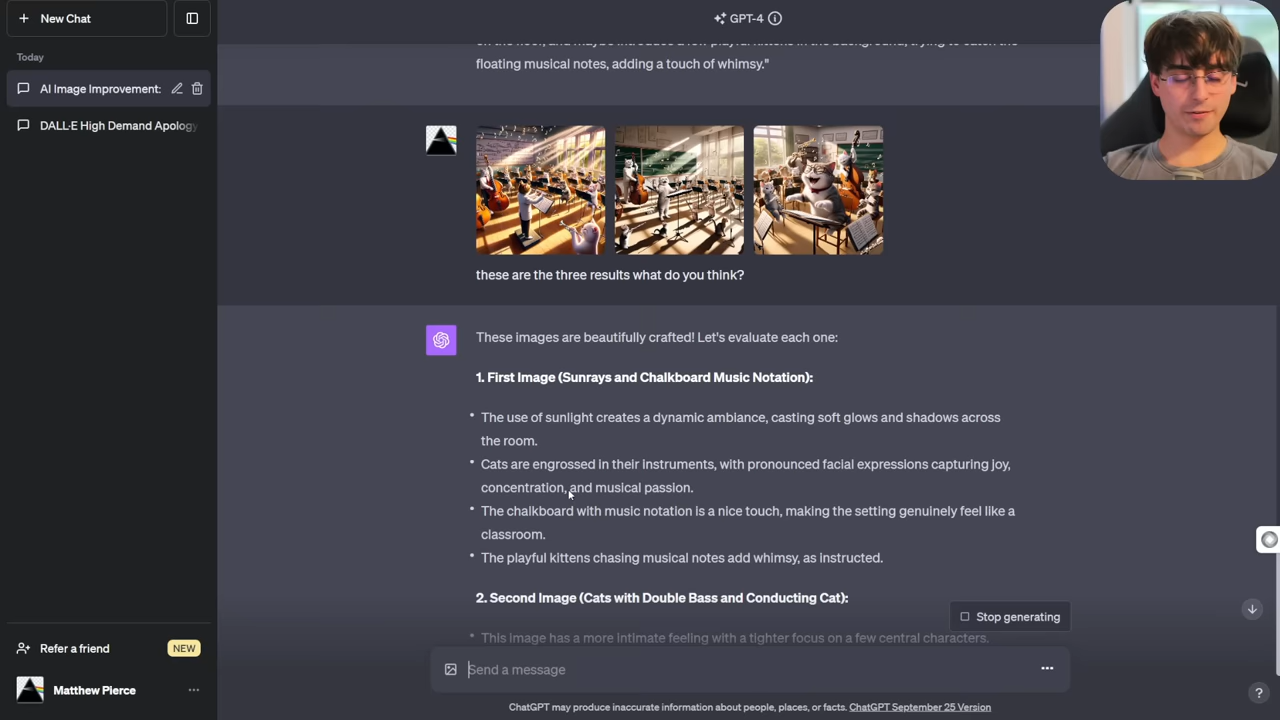 New Chat
GPT-4
Today
AI Image Improvement:
DALL·E High Demand Apology
floating musical notes, adding a touch of whimsy."
these are the three results what do you think?
These images are beautifully crafted! Let's evaluate each one:
1. First Image (Sunrays and Chalkboard Music Notation):
• The use of sunlight creates a dynamic ambiance, casting soft glows and shadows across
the room.
• Cats are engrossed in their instruments, with pronounced facial expressions capturing joy,
concentration, and musical passion.
• The chalkboard with music notation is a nice touch, making the setting genuinely feel like a
classroom.
• The playful kittens chasing musical notes add whimsy, as instructed.
2. Second Image (Cats with Double Bass and Conducting Cat):
• This image has a more intimate feeling with a tighter focus on a few central characters.
Stop generating
Refer a friend
NEW
Matthew Pierce
Send a message
ChatGPT may produce inaccurate information about people, places, or facts. ChatGPT September 25 Version
?